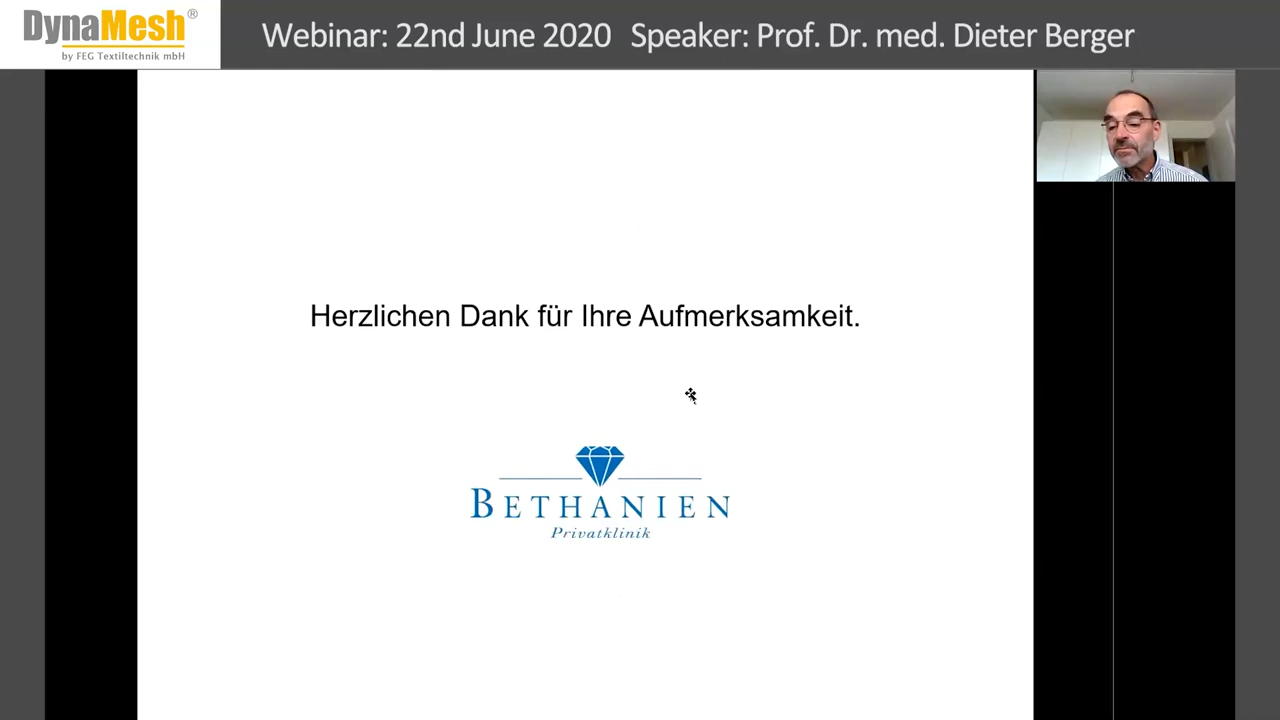 DynaMesh®
by FEG Textiltechnik mbH
Webinar: 22nd June 2020 Speaker: Prof. Dr. med. Dieter Berger
Herzlichen Dank für Ihre Aufmerksamkeit.
BETHANIEN
Privatklinik